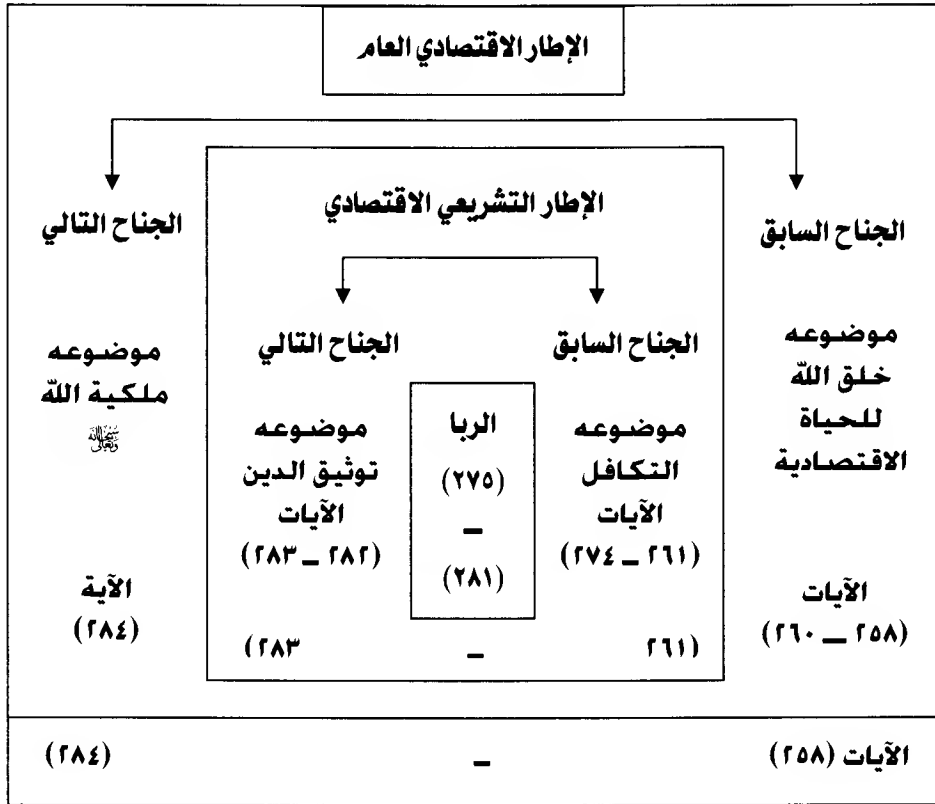 الإطار الاقتصادي العام
الجناح السابق
موضوعه
خلق الله
للحياة
الاقتصادية
الآيات
(٢٥٨ – ٢٦٠)
الإطار التشريعي الاقتصادي
الجناح السابق
موضوعه
التكافل
الآيات
(٢٦١ – ٢٧٤)
الربا
(٢٧٥)
–
(٢٨١)
الجناح التالي
موضوعه
توثيق الدين
الآيات
(٢٨٢ – ٢٨٣)
٢٦١) – (٢٨٣
الجناح التالي
موضوعه
ملكية الله
ﷻ
الآية
(٢٨٤)
الآيات (٢٥٨) – (٢٨٤)